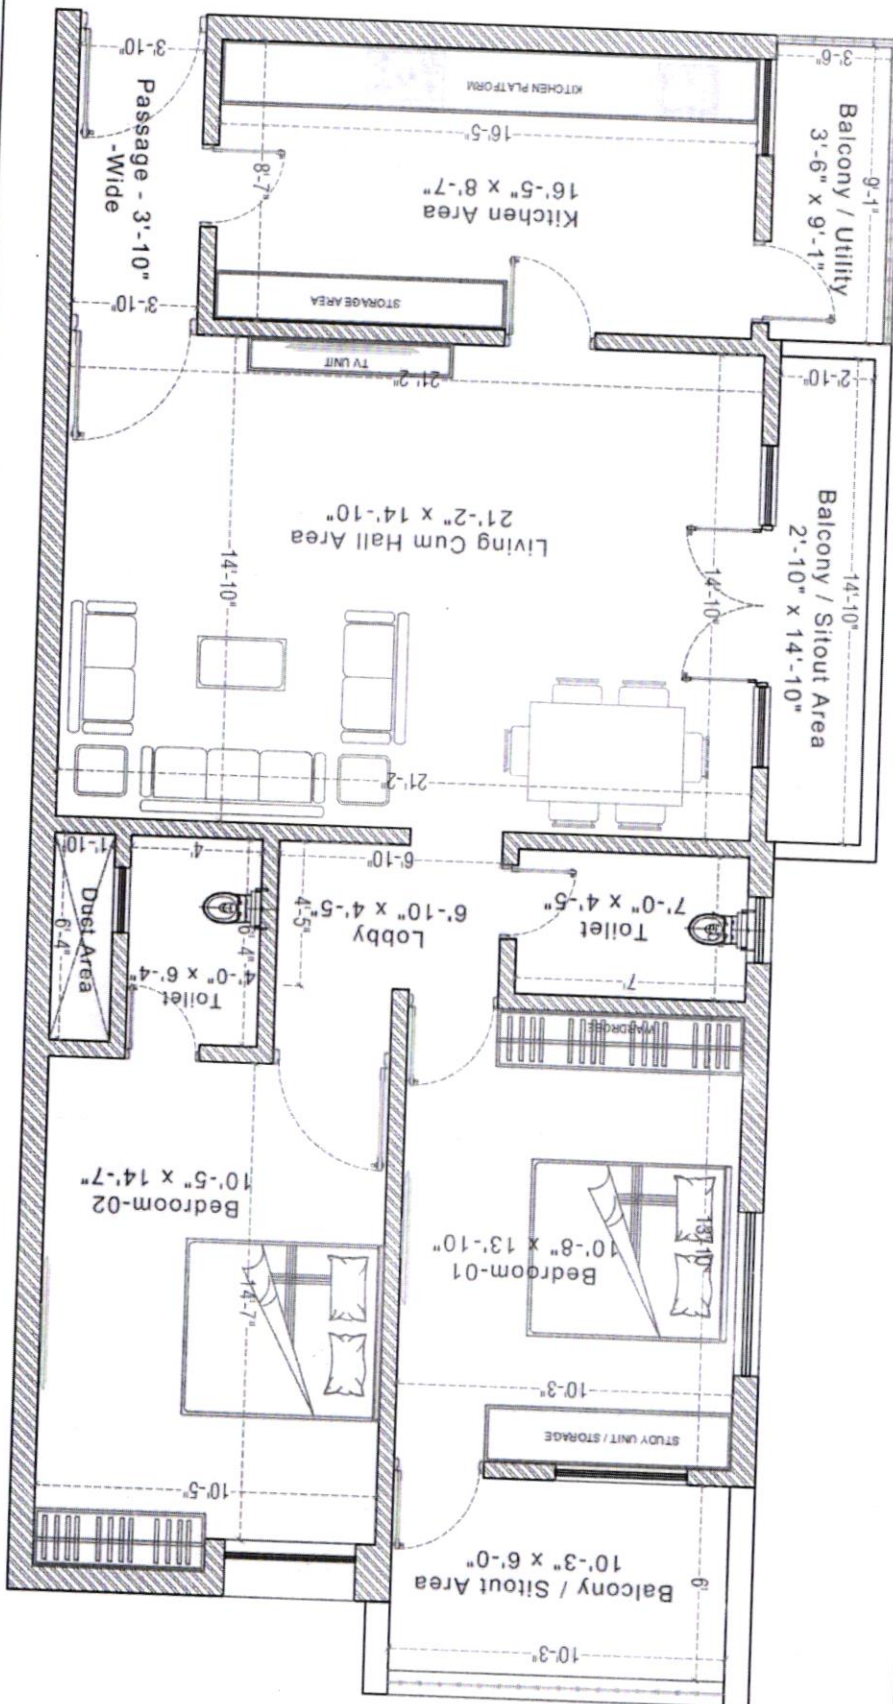 3'-10"
Passage - 3'-10"
-Wide
3'-10"
KITCHEN PLATFORM
16'-5"
8'-7"
Kitchen Area
16'-5" x 8'-7"
STORAGE AREA
3'-6"
9'-1"
Balcony / Utility
3'-6" x 9'-1"
TV UNIT
21'-2"
2'-10"
Living Cum Hall Area
21'-2" x 14'-10"
14'-10"
14'-10"
14'-10"
Balcony / Sitout Area
2'-10" x 14'-10"
21'-2"
1'-10"
Duct Area
6'-4"
4'
6'-4"
Toilet
4'-0" x 6'-4"
6'-10"
4'-5"
Lobby
6'-10" x 4'-5"
Toilet
7'-0" x 4'-5"
7'
WARDROBE
Bedroom-02
10'-5" x 14'-7"
14'-7"
10'-5"
Bedroom-01
10'-8" x 13'-10"
13'-10"
10'-3"
STUDY UNIT / STORAGE
Balcony / Sitout Area
10'-3" x 6'-0"
6'
10'-3"